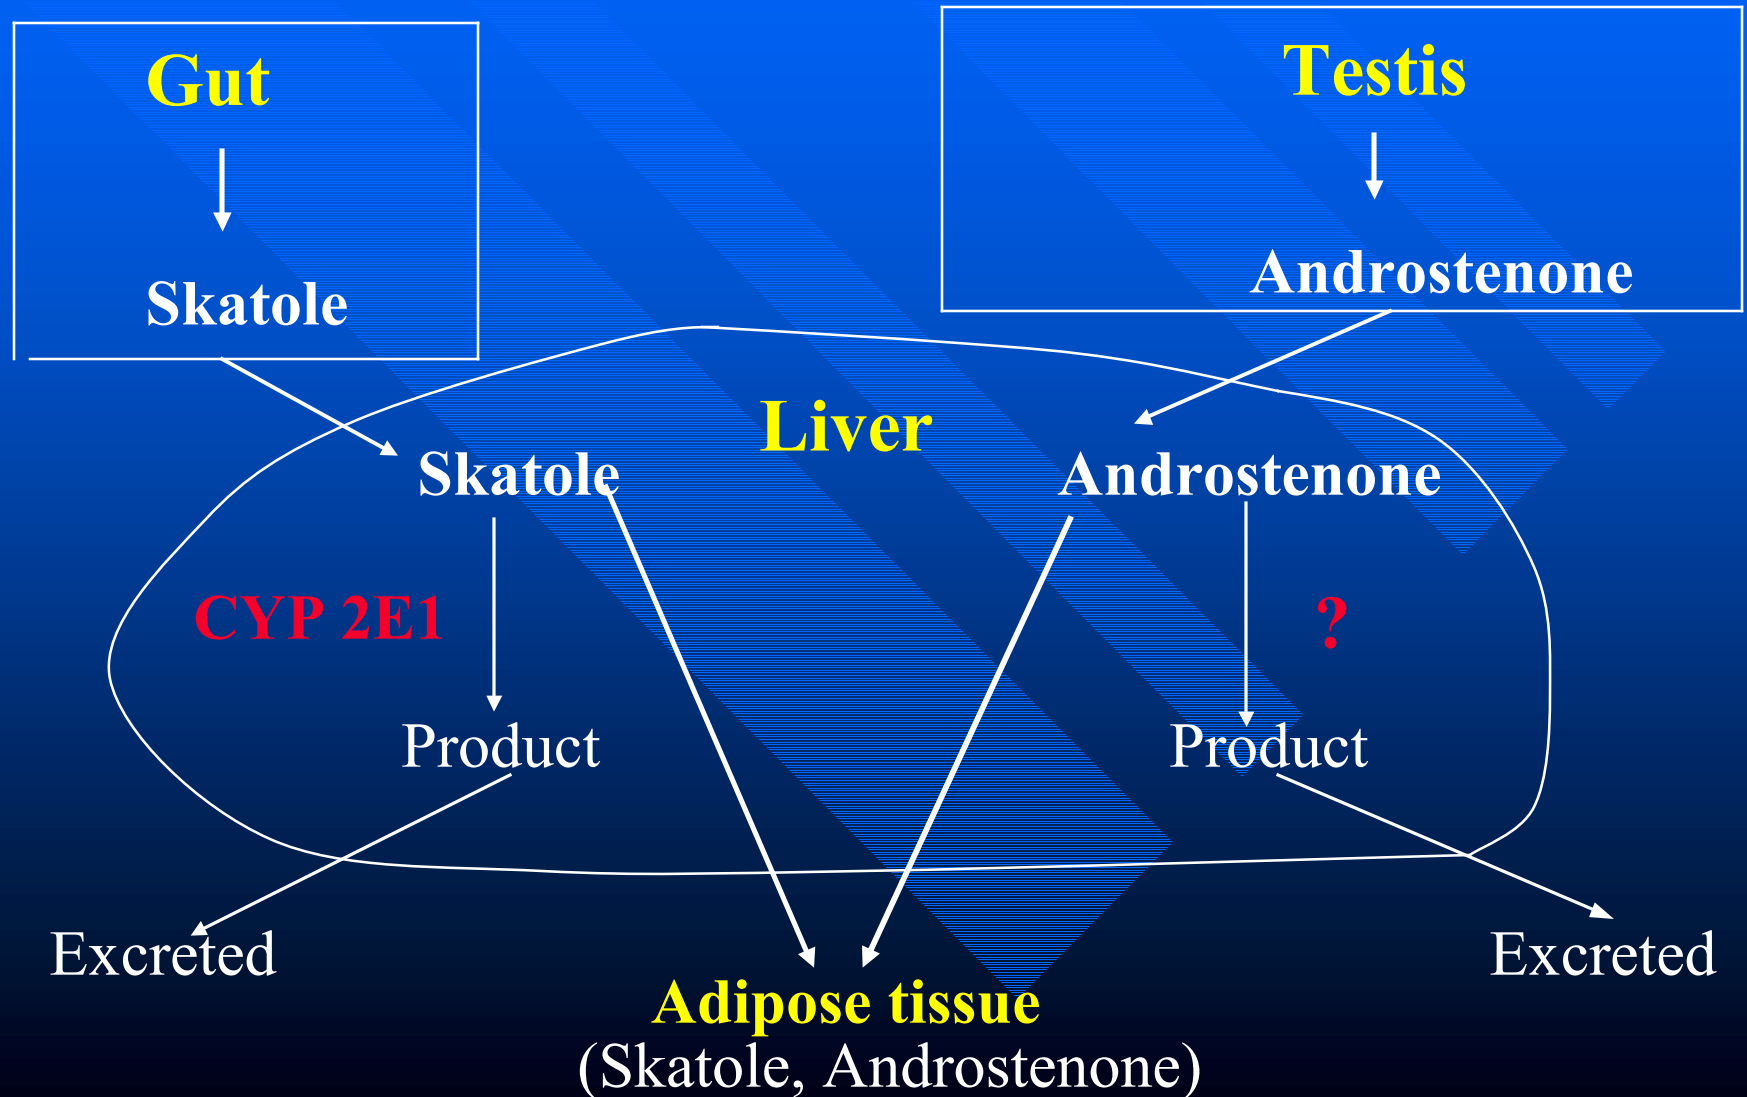 Gut
Testis
Skatole
Androstenone
Liver
Skatole
Androstenone
CYP 2E1
?
Product
Product
Excreted
Excreted
Adipose tissue
(Skatole, Androstenone)